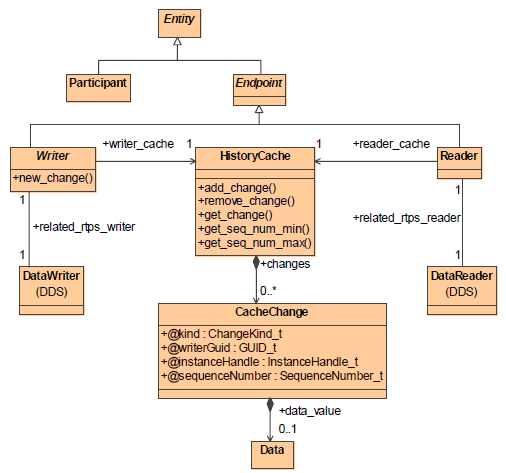 Entity
Participant
Endpoint
Writer
+new_change()
+writer_cache
1
HistoryCache
+add_change()
+remove_change()
+get_change()
+get_seq_num_min()
+get_seq_num_max()
1
+reader_cache
Reader
1
+related_rtps_writer
1
DataWriter
(DDS)
1
+related_rtps_reader
1
DataReader
(DDS)
+changes
0..*
CacheChange
+@kind : ChangeKind_t
+@writerGuid : GUID_t
+@instanceHandle : InstanceHandle_t
+@sequenceNumber : SequenceNumber_t
+data_value
0..1
Data